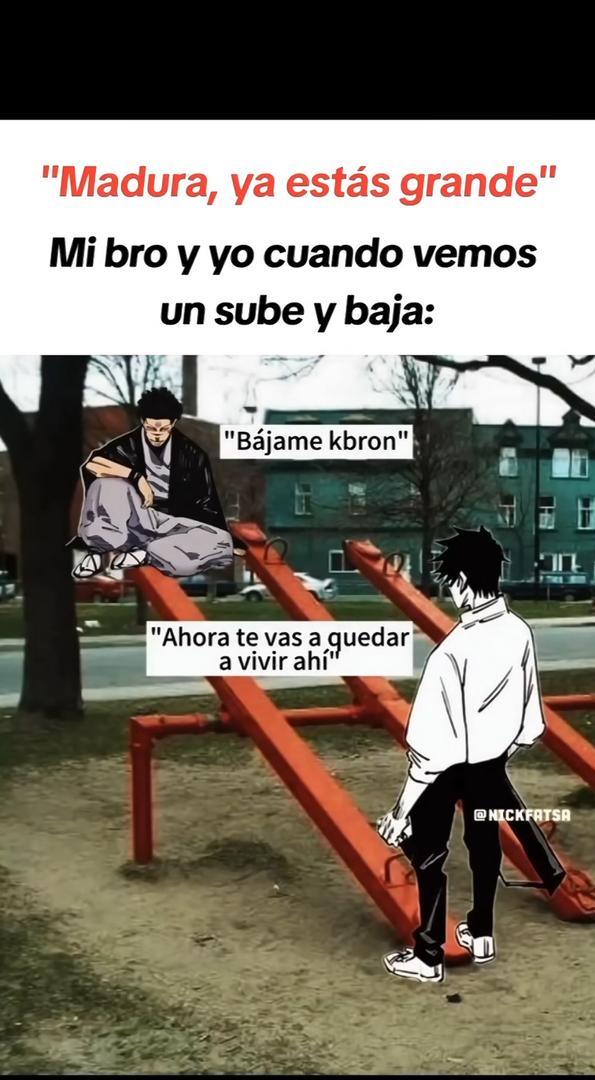 "Madura, ya estás grande"
Mi bro y yo cuando vemos
un sube y baja:
"Bájame kbron"
"Ahora te vas a quedar
a vivir ahí"
@NICKFATSA